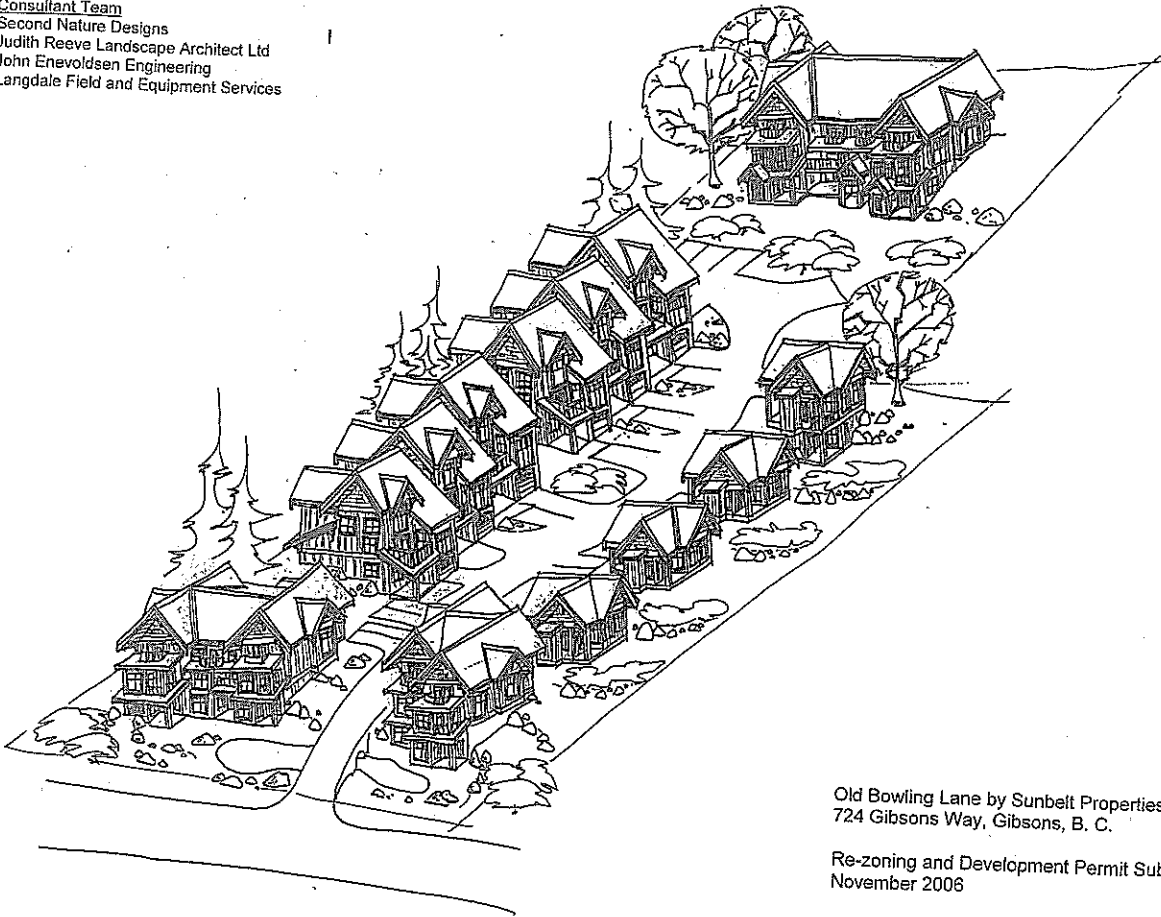 Consultant Team
Second Nature Designs
Judith Reeve Landscape Architect Ltd
John Enevoldsen Engineering
Langdale Field and Equipment Services
Old Bowling Lane by Sunbelt Properties
724 Gibsons Way, Gibsons, B. C.
Re-zoning and Development Permit Sub
November 2006